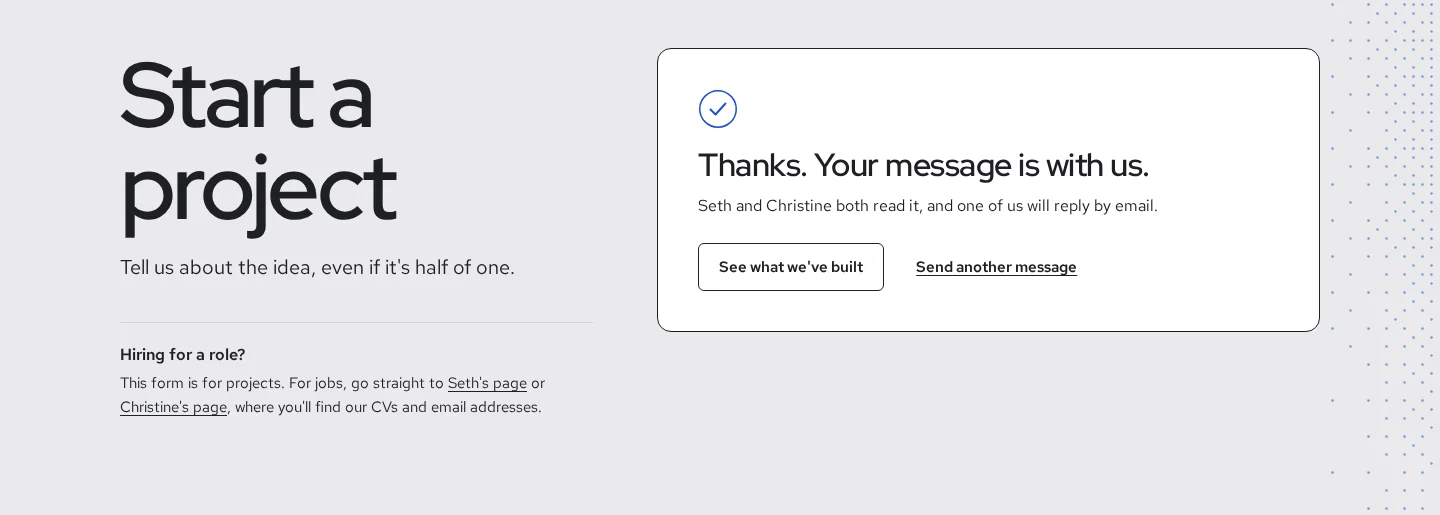 Start a
project
Tell us about the idea, even if it's half of one.
Hiring for a role?
This form is for projects. For jobs, go straight to Seth's page or
Christine's page, where you'll find our CVs and email addresses.
Thanks. Your message is with us.
Seth and Christine both read it, and one of us will reply by email.
See what we've built
Send another message